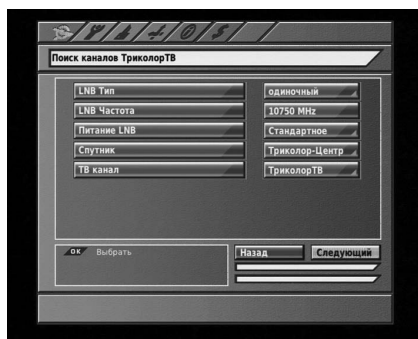 Поиск каналов ТриколорТВ
LNB Тип одиночный
LNB Частота 10750 MHz
Питание LNB Стандартное
Спутник Триколор-Центр
ТВ канал ТриколорТВ
OK Выбрать
Назад Следующий